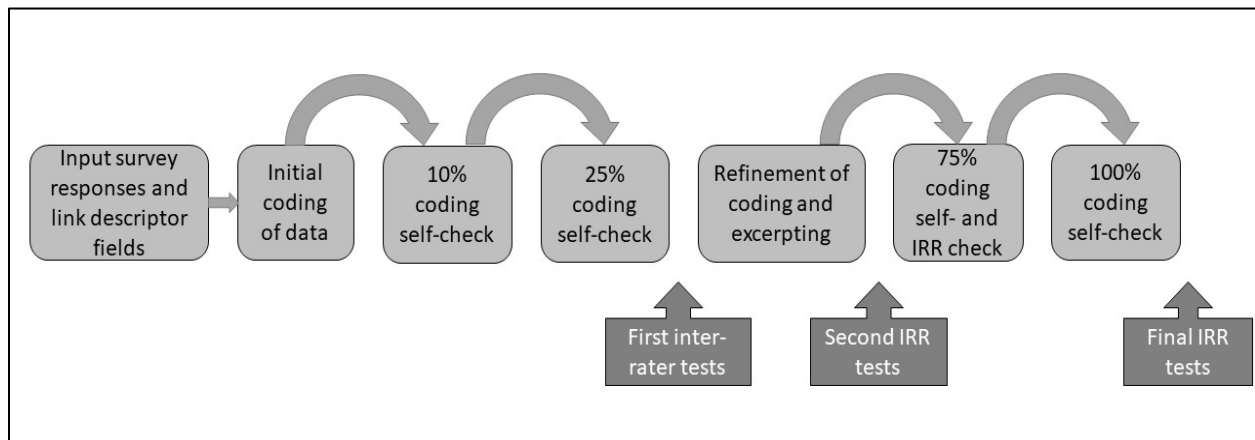 Input survey
responses and
link descriptor
fields
Initial
coding
of data
10%
coding
self-check
25%
coding
self-check
Refinement of
coding and
excerpting
75%
coding
self- and
IRR check
100%
coding
self-check
First inter-
rater tests
Second IRR
tests
Final IRR
tests